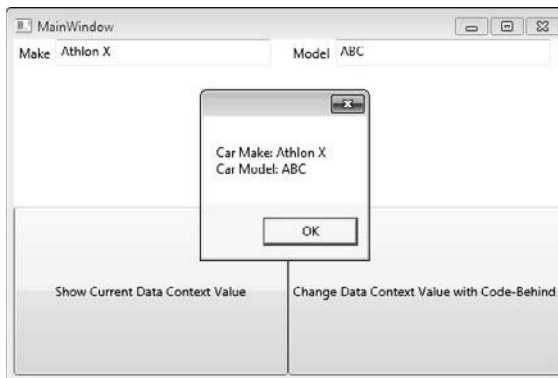 MainWindow
Make Athlon X Model ABC
Car Make: Athlon X
Car Model: ABC
OK
Show Current Data Context Value
Change Data Context Value with Code-Behind